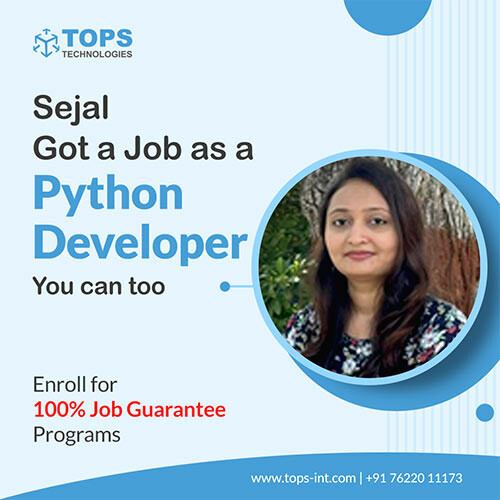 TOPS
TECHNOLOGIES
Sejal
Got a Job as a
Python
Developer
You can too
Enroll for
100% Job Guarantee
Programs
www.tops-int.com | +91 76220 11173